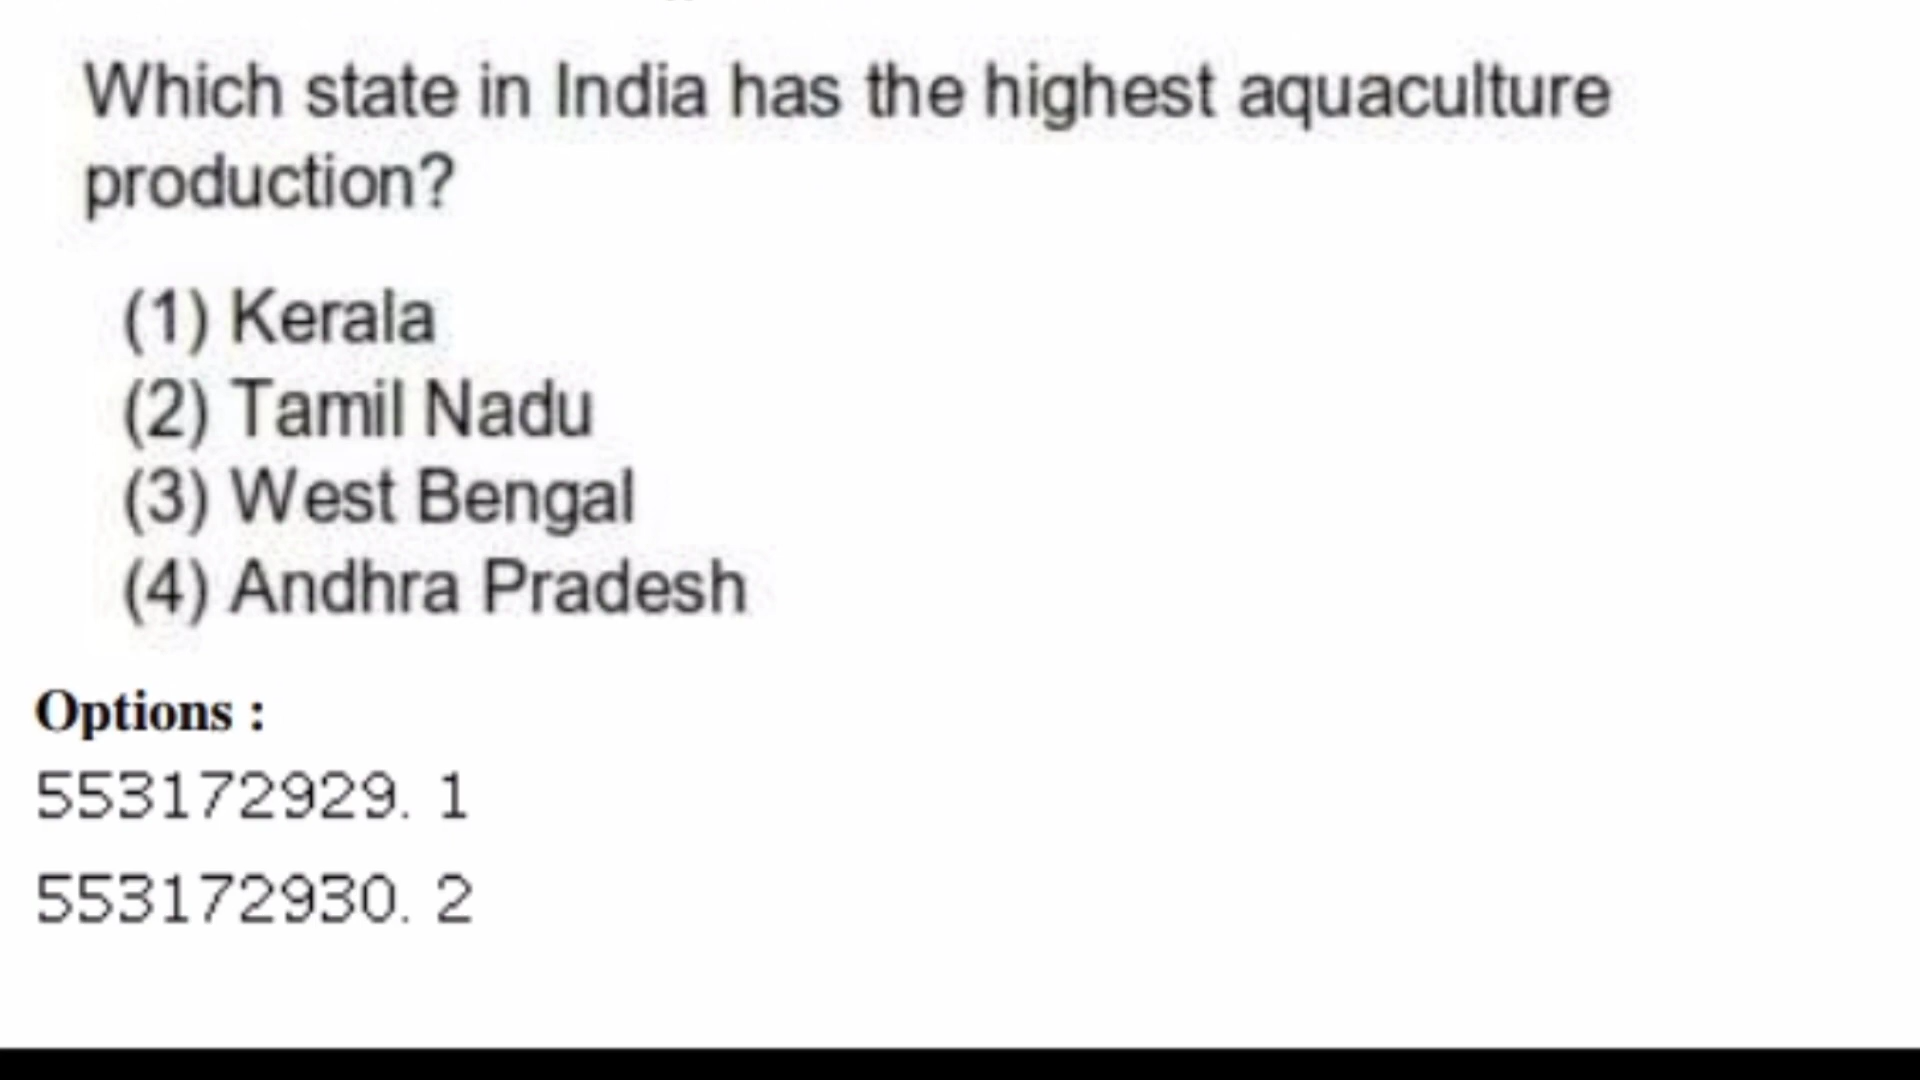 Which state in India has the highest aquaculture
production?
(1) Kerala
(2) Tamil Nadu
(3) West Bengal
(4) Andhra Pradesh
Options :
553172929. 1
553172930. 2